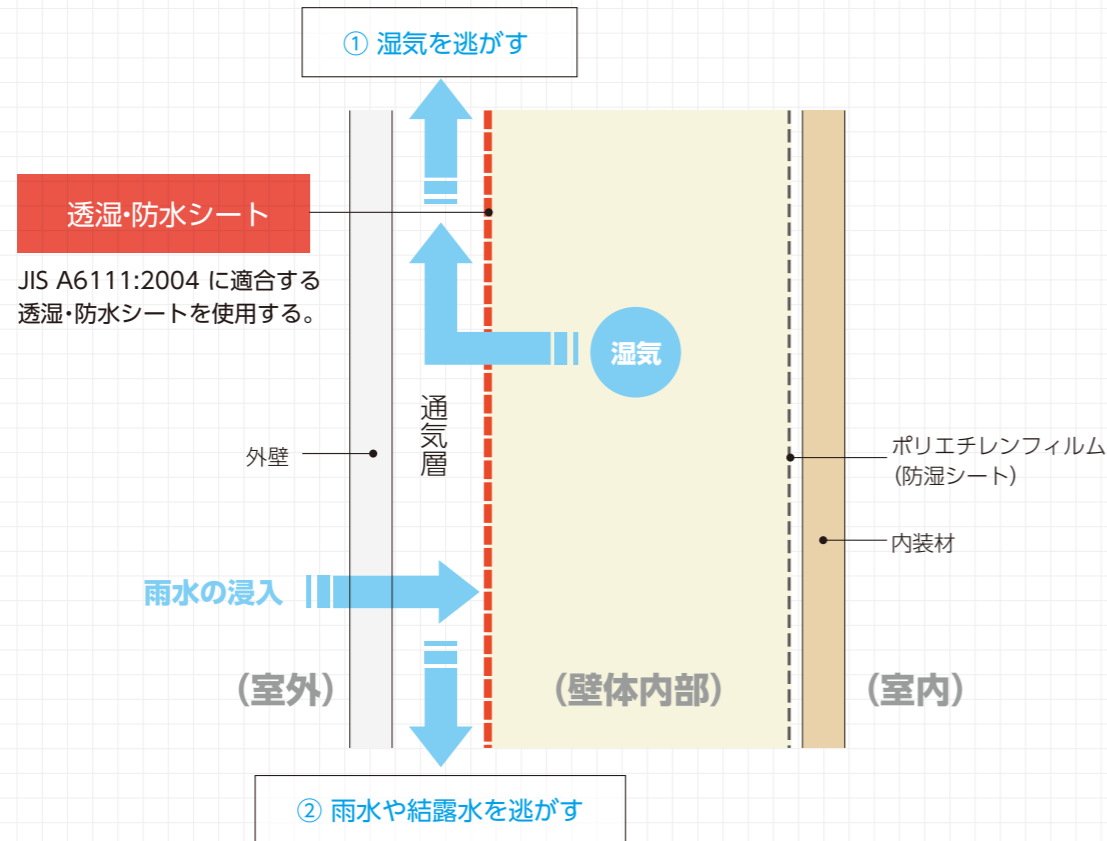 ① 湿気を逃がす
透湿・防水シート
JIS A6111:2004 に適合する
透湿・防水シートを使用する。
湿気
通気層
外壁
ポリエチレンフィルム
（防湿シート）
内装材
雨水の浸入
（室外）
（壁体内部）
（室内）
② 雨水や結露水を逃がす